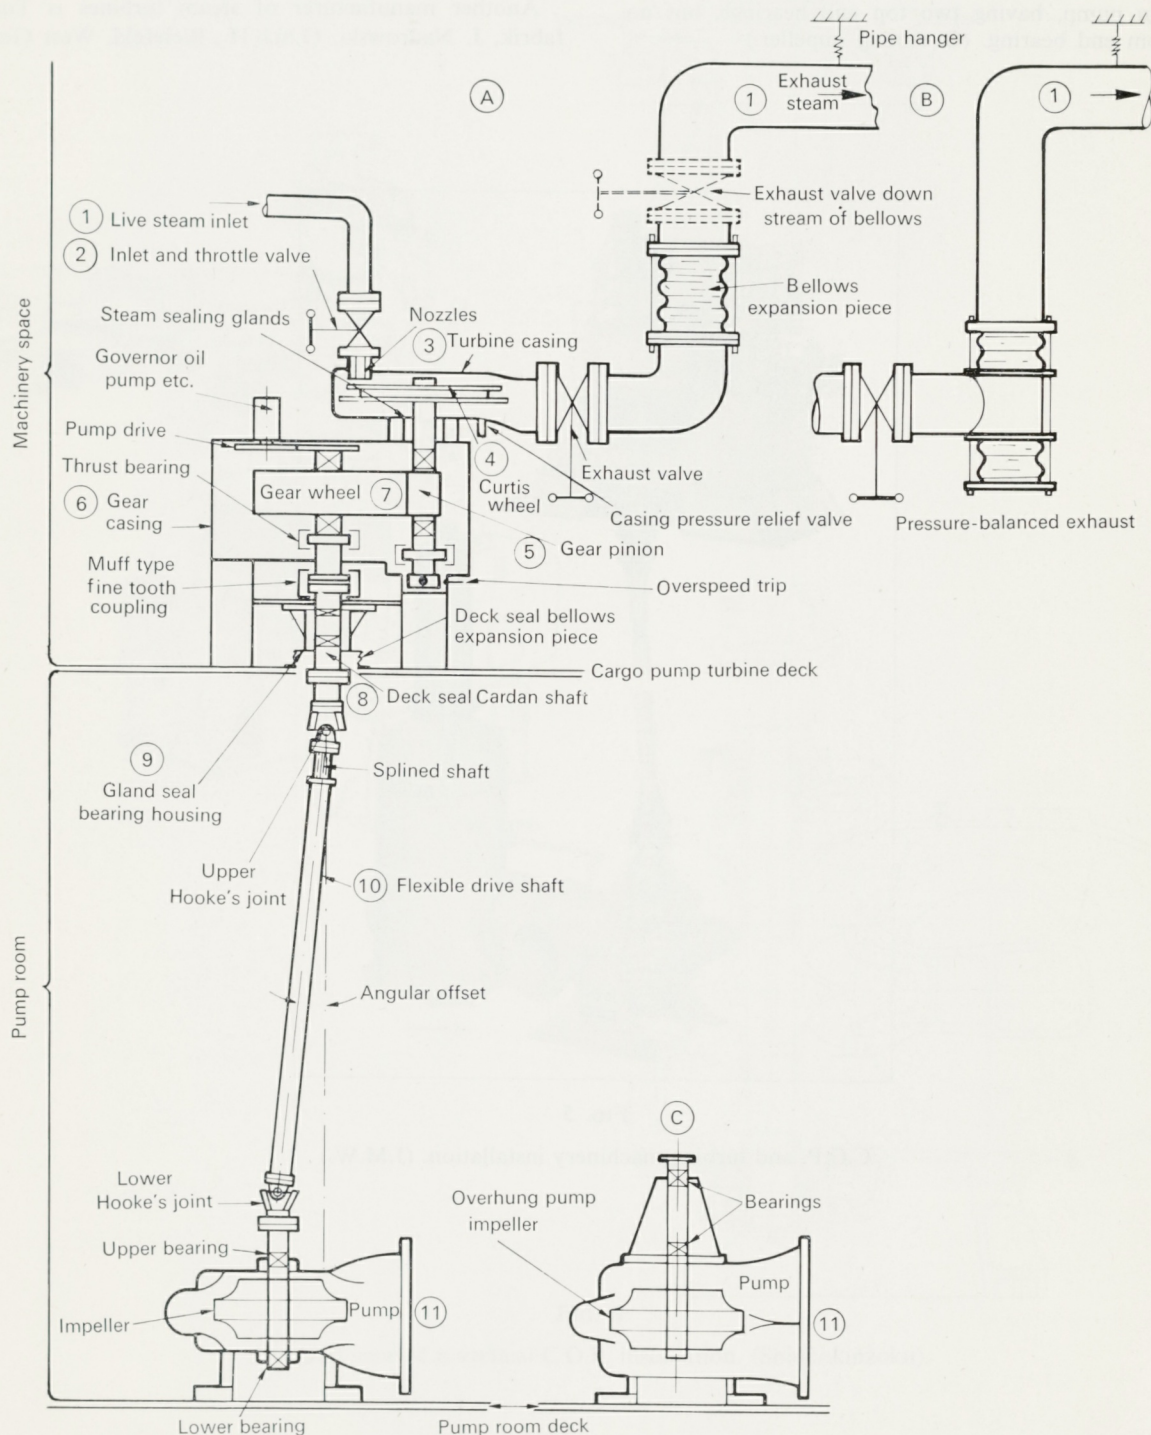 Pipe hanger
A
1
Exhaust
steam
B
1
Exhaust valve down
stream of bellows
1 Live steam inlet
2 Inlet and throttle valve
Bellows
expansion piece
Steam sealing glands
Nozzles
3 Turbine casing
Governor oil
pump etc.
Machinery space
Pump drive
Thrust bearing
4
Curtis
wheel
Exhaust valve
6 Gear
casing
Gear wheel 7
Casing pressure relief valve
Pressure-balanced exhaust
5 Gear pinion
Muff type
fine tooth
coupling
Overspeed trip
Deck seal bellows
expansion piece
Cargo pump turbine deck
8 Deck seal Cardan shaft
9
Gland seal
bearing housing
Splined shaft
Upper
Hooke's joint
10 Flexible drive shaft
Pump room
Angular offset
C
Lower
Hooke's joint
Overhung pump
impeller
Bearings
Upper bearing
Pump
Impeller
Pump
11
11
Lower bearing
Pump room deck